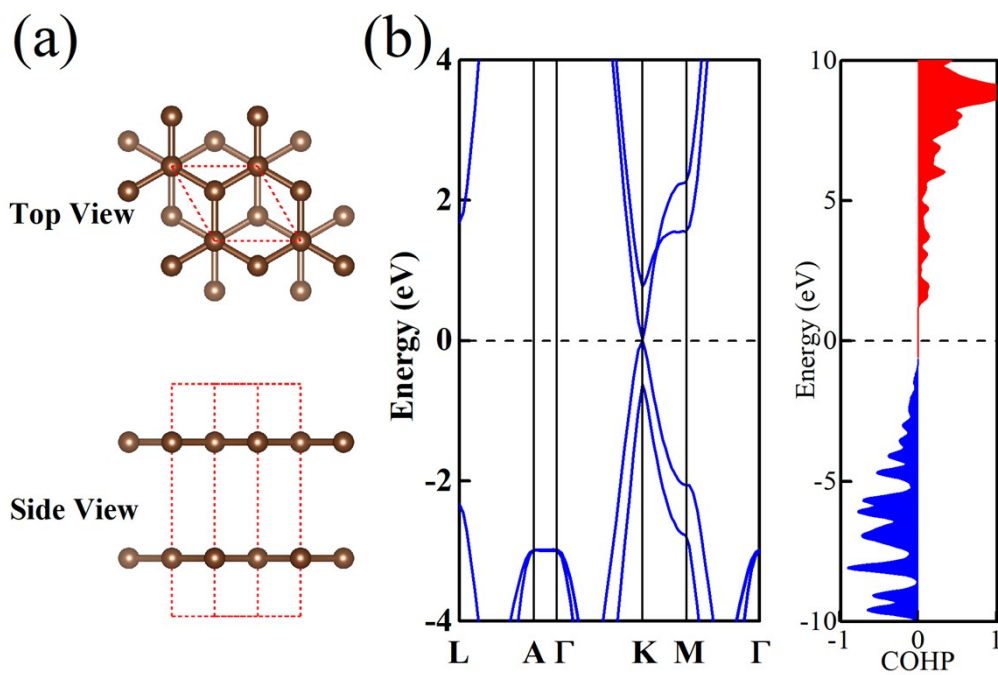 (a)
Top View
Side View
(b)
Energy (eV)
4
2
0
-2
-4
L A Γ K M Γ
Energy (eV)
10
5
0
-5
-10
-1 0 1
COHP